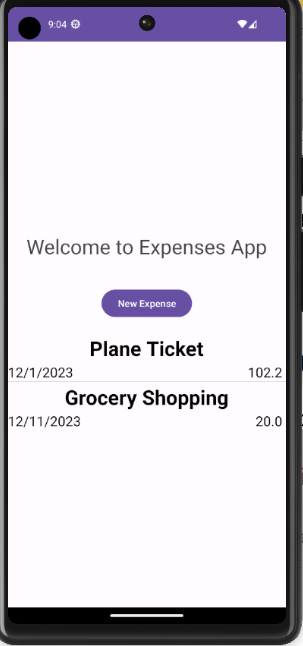 9:04
Welcome to Expenses App
New Expense
Plane Ticket
12/1/2023 102.2
Grocery Shopping
12/11/2023 20.0